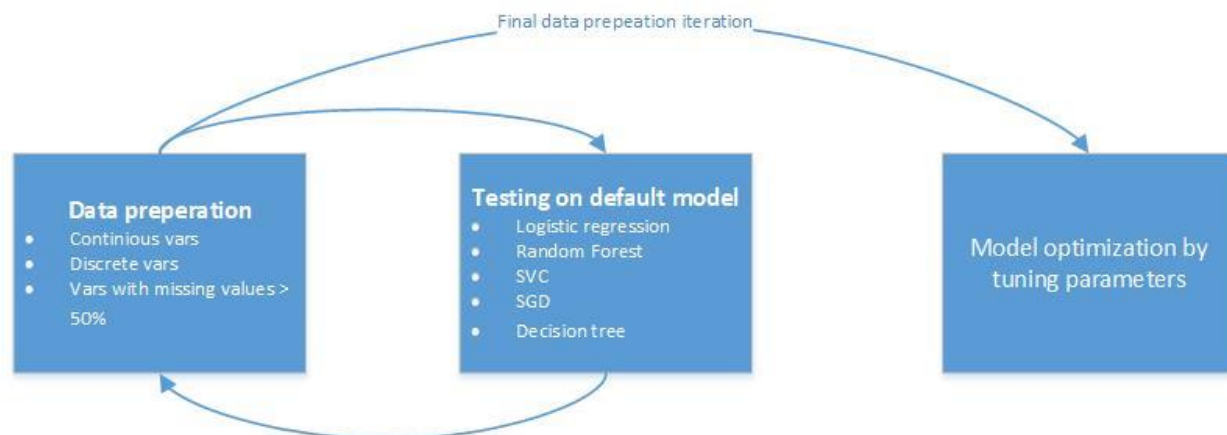 Final data prepeation iteration
Data preperation
• Continious vars
• Discrete vars
• Vars with missing values >
50%
Testing on default model
• Logistic regression
• Random Forest
• SVC
• SGD
• Decision tree
Model optimization by
tuning parameters